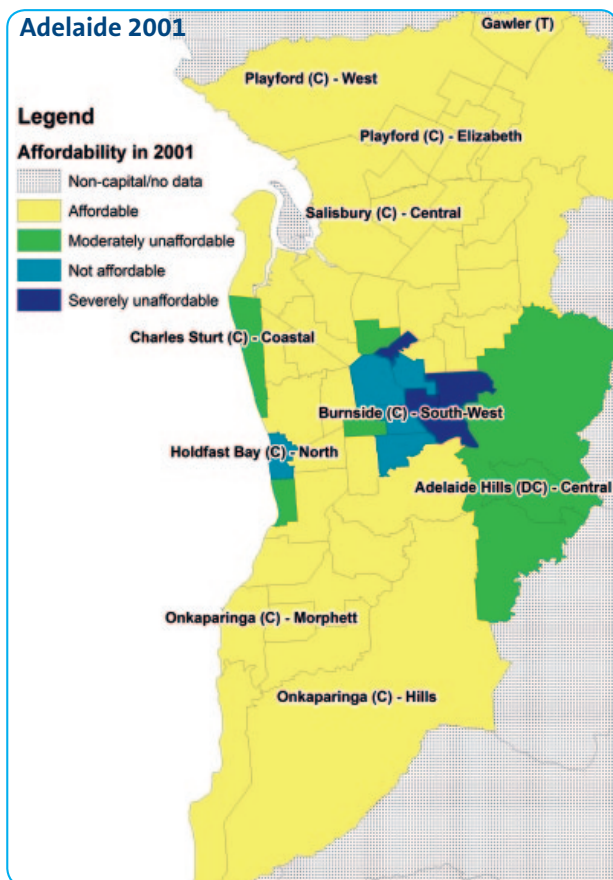 Adelaide 2001
Gawler (T)
Playford (C) - West
Legend
Playford (C) - Elizabeth
Affordability in 2001
Non-capital/no data
Affordable
Salisbury (C) - Central
Moderately unaffordable
Not affordable
Severely unaffordable
Charles Sturt (C) - Coastal
Burnside (C) - South-West
Holdfast Bay (C) - North
Adelaide Hills (DC) - Central
Onkaparinga (C) - Morphett
Onkaparinga (C) - Hills